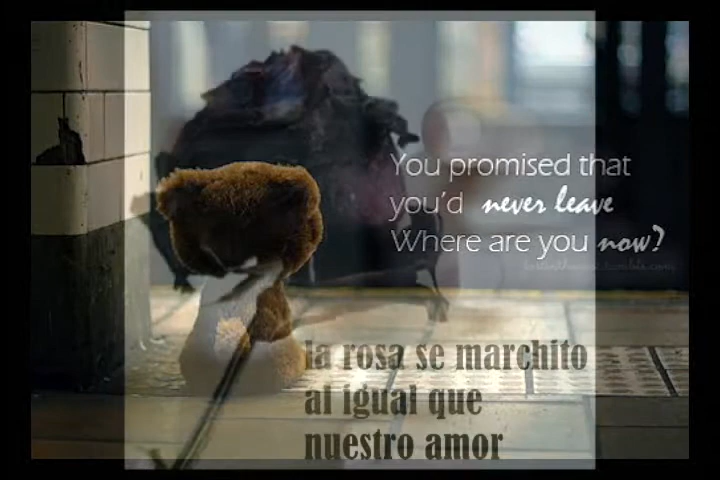 You promised that
you'd never leave
Where are you now?
la rosa se marchito
al igual que
nuestro amor